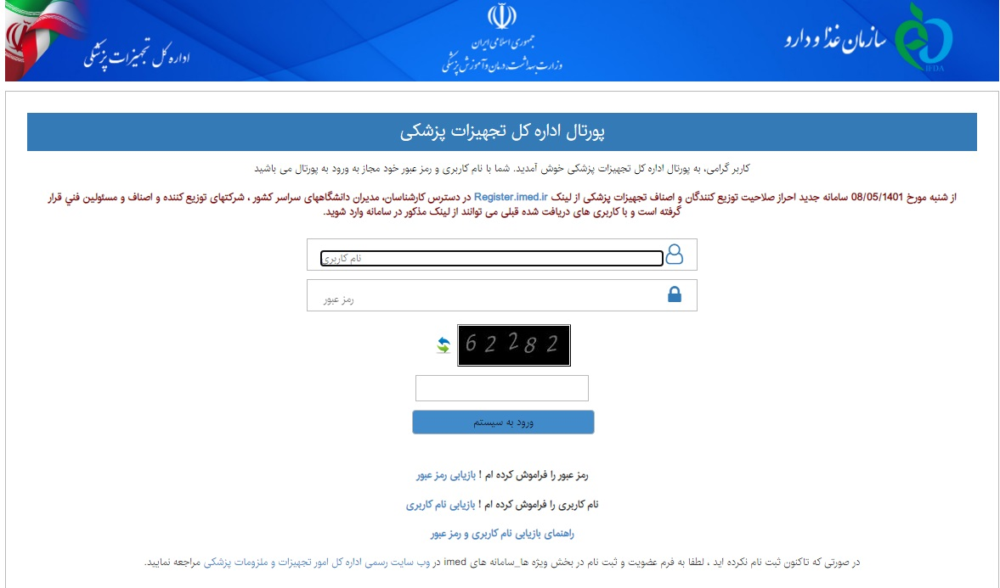 سازمان غذا و دارو
IFDA
جمهوری اسلامی ایران
وزارت بهداشت، درمان و آموزش پزشکی
اداره کل تجهیزات پزشکی
پورتال اداره کل تجهیزات پزشکی
کاربر گرامی، به پورتال اداره کل تجهیزات پزشکی خوش آمدید. شما با نام کاربری و رمز عبور خود مجاز به ورود به پورتال می باشید
از شنبه مورخ 08/05/1401 سامانه جدید احراز صلاحیت توزیع کنندگان و اصناف تجهیزات پزشکی از لینک Register.imed.ir در دسترس کارشناسان، مدیران دانشگاههای سراسر کشور ، شرکتهای توزیع کننده و اصناف و مسئولین فني قرار
گرفته است و با کاربری های دریافت شده قبلی می توانند از لینک مذکور در سامانه وارد شوید.
نام کاربری
رمز عبور
62282
ورود به سیستم
رمز عبور را فراموش کرده ام ! بازیابی رمز عبور
نام کاربری را فراموش کرده ام ! بازیابی نام کاربری
راهنمای بازیابی نام کاربری و رمز عبور
در صورتی که تاکنون ثبت نام نکرده اید ، لطفا به فرم عضویت و ثبت نام در بخش ویژه ها_سامانه های imed در وب سایت رسمی اداره کل امور تجهیزات و ملزومات پزشکی مراجعه نمایید.